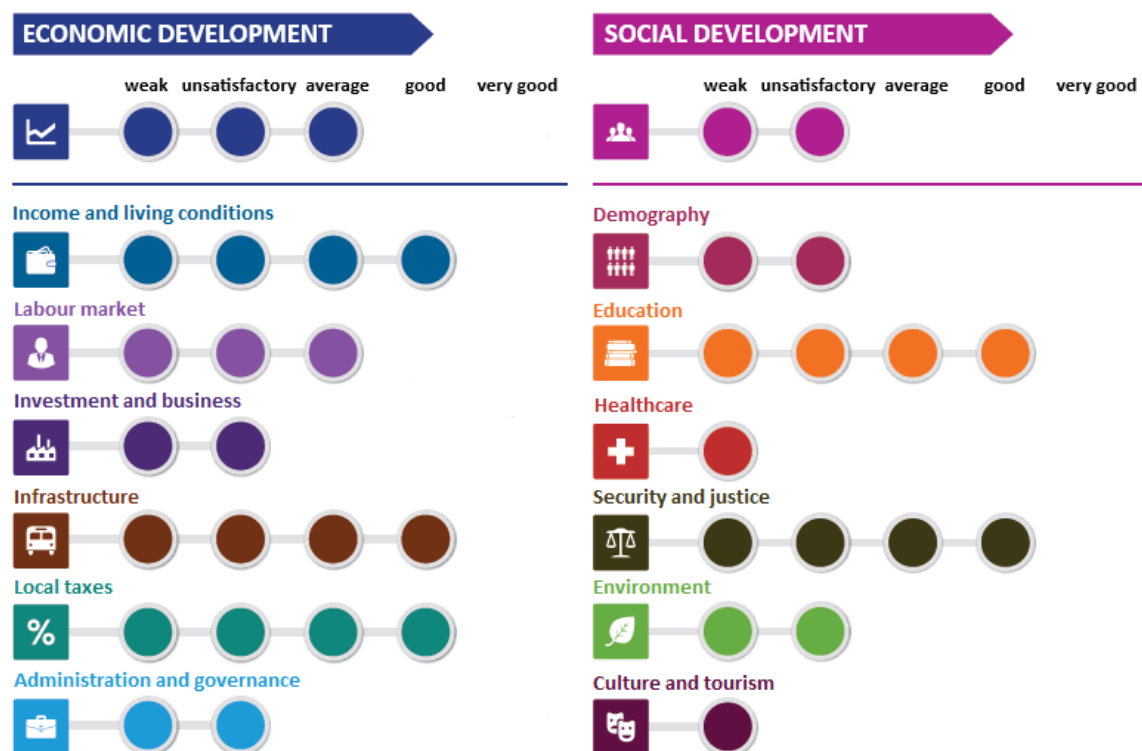 ECONOMIC DEVELOPMENT
weak unsatisfactory average good very good
Income and living conditions
Labour market
Investment and business
Infrastructure
Local taxes
%
Administration and governance
SOCIAL DEVELOPMENT
weak unsatisfactory average good very good
Demography
Education
Healthcare
Security and justice
Environment
Culture and tourism